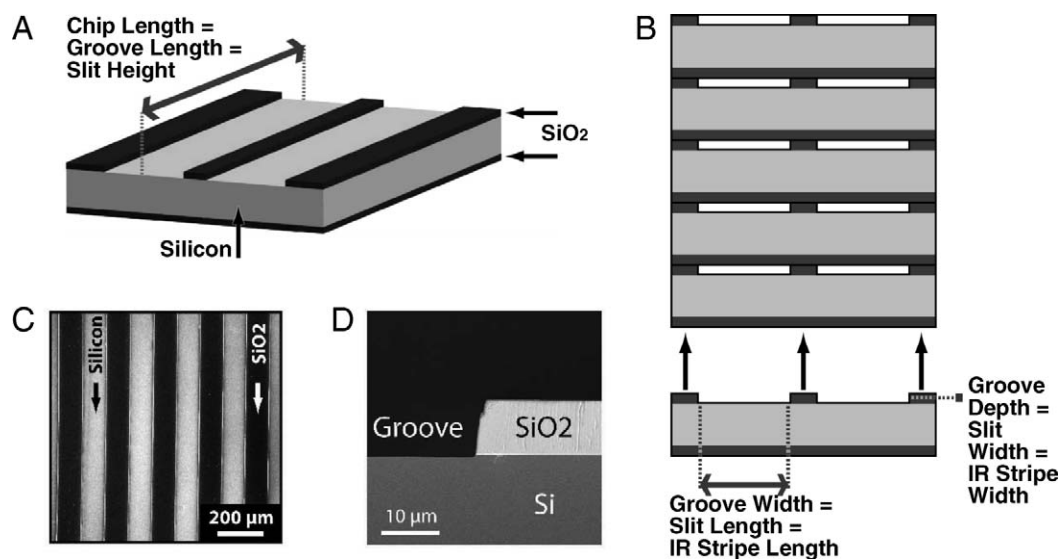 A
Chip Length =
Groove Length =
Slit Height
SiO2
Silicon
B
Groove
Depth =
Slit
Width =
IR Stripe
Width
Groove Width =
Slit Length =
IR Stripe Length
C
Silicon
SiO2
200 µm
D
Groove
SiO2
Si
10 µm